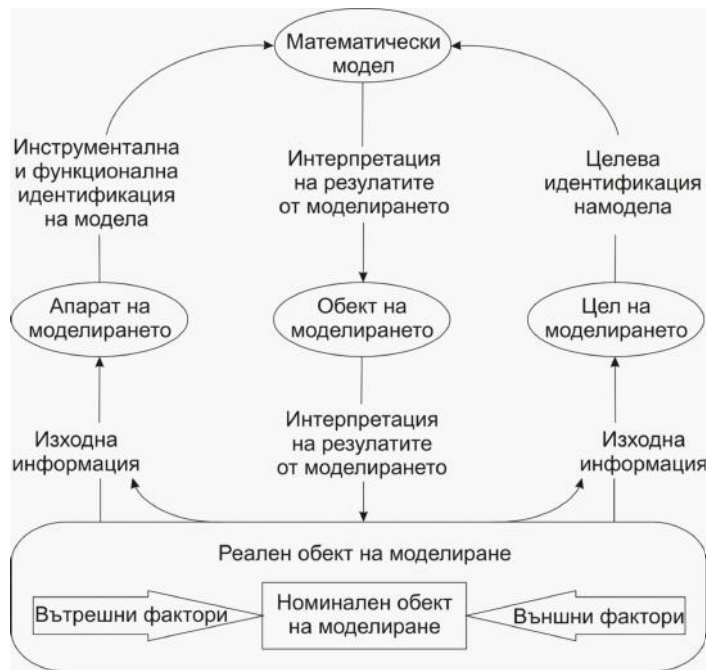 Математически
модел
Инструментална
и функционална
идентификация
на модела
Интерпретация
на резулатите
от моделирането
Целева
идентификация
намодела
Апарат на
моделирането
Обект на
моделирането
Цел на
моделирането
Изходна
информация
Интерпретация
на резулатите
от моделирането
Изходна
информация
Реален обект на моделиране
Вътрешни фактори
Номинален обект
на моделиране
Външни фактори